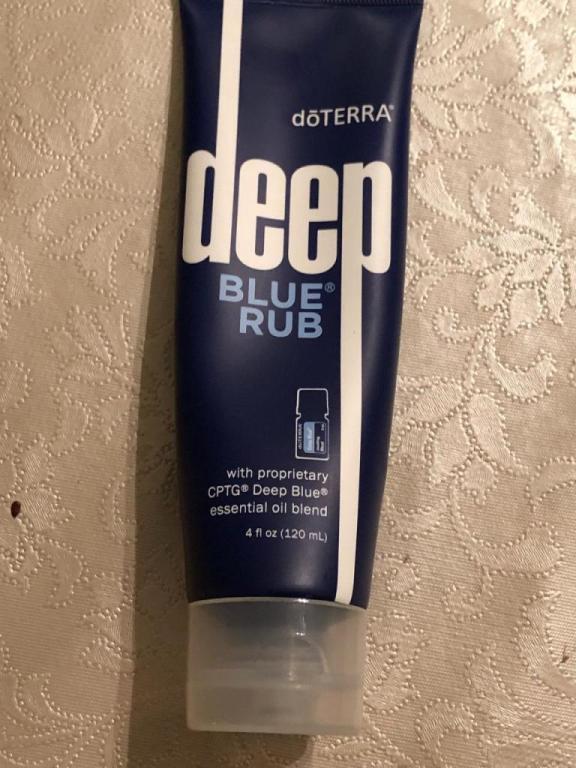 dōTERRA®
deep
BLUE®
RUB
with proprietary
CPTG® Deep Blue®
essential oil blend
4 fl oz (120 mL)